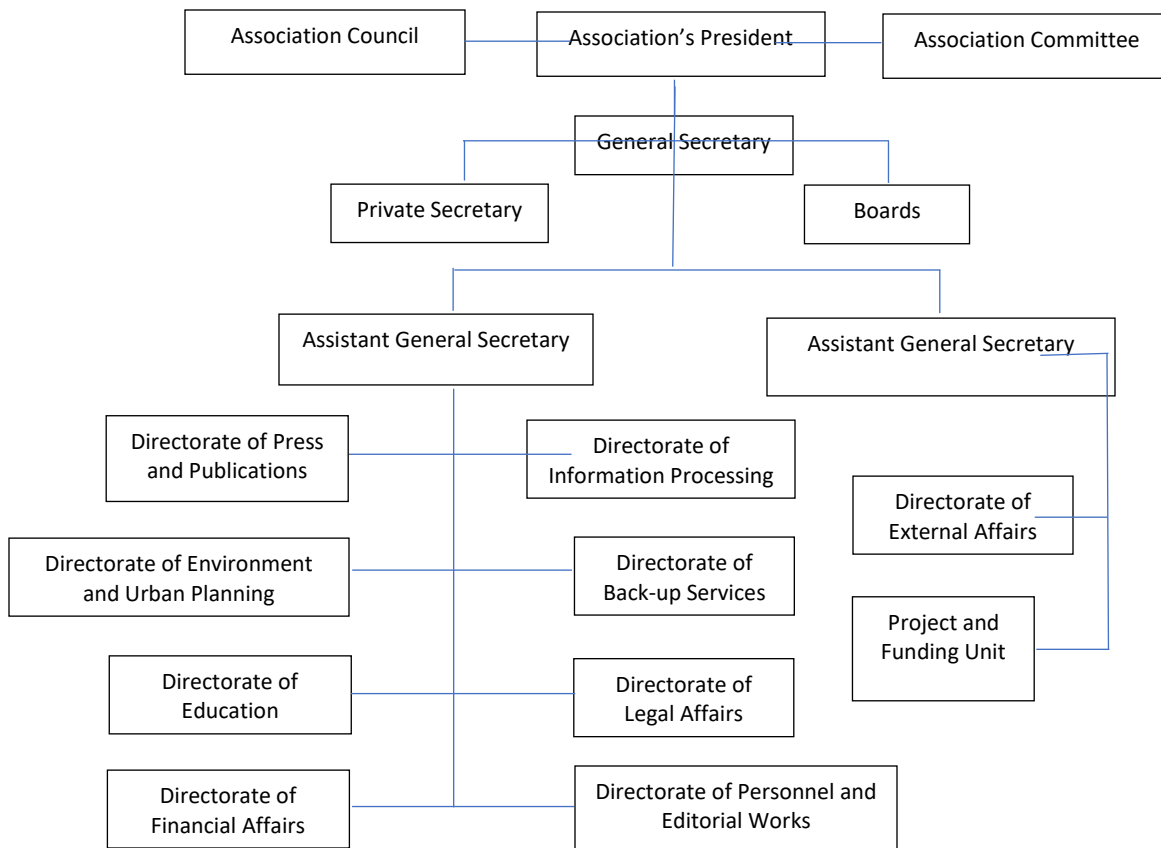 Association Council
Association’s President
Association Committee
General Secretary
Private Secretary
Boards
Assistant General Secretary
Assistant General Secretary
Directorate of Press
and Publications
Directorate of
Information Processing
Directorate of
External Affairs
Directorate of Environment
and Urban Planning
Directorate of
Back-up Services
Project and
Funding Unit
Directorate of
Education
Directorate of
Legal Affairs
Directorate of
Financial Affairs
Directorate of Personnel and
Editorial Works